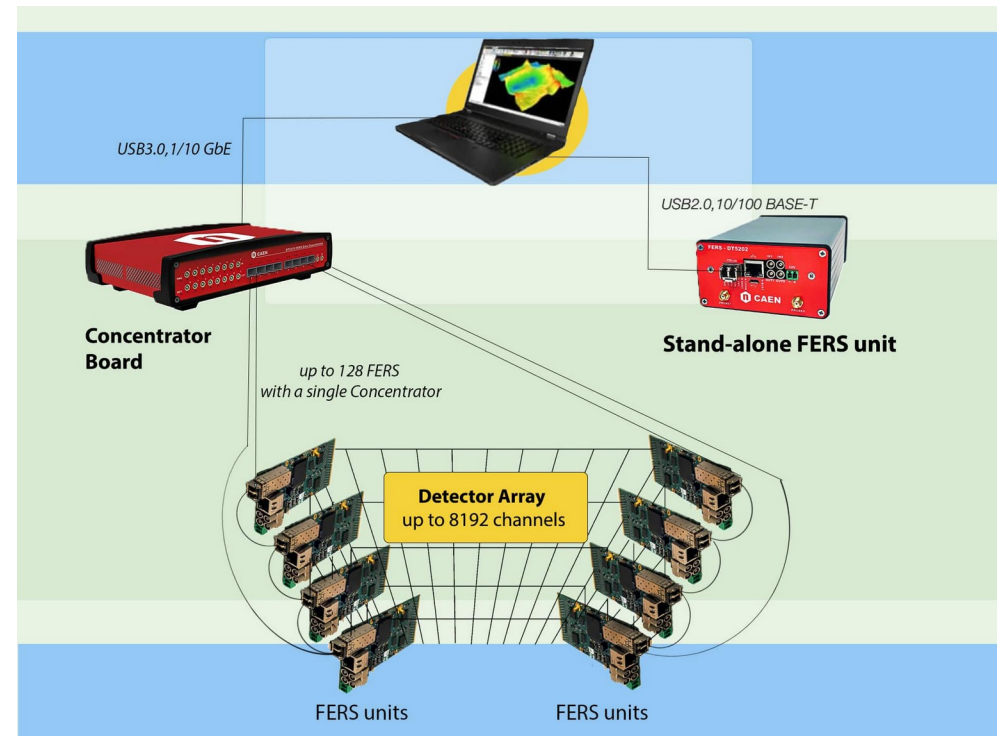 USB3.0,1/10 GbE
USB2.0,10/100 BASE-T
CAEN
FERS - DT5202
CAEN
Concentrator
Board
Stand-alone FERS unit
up to 128 FERS
with a single Concentrator
Detector Array
up to 8192 channels
FERS units
FERS units